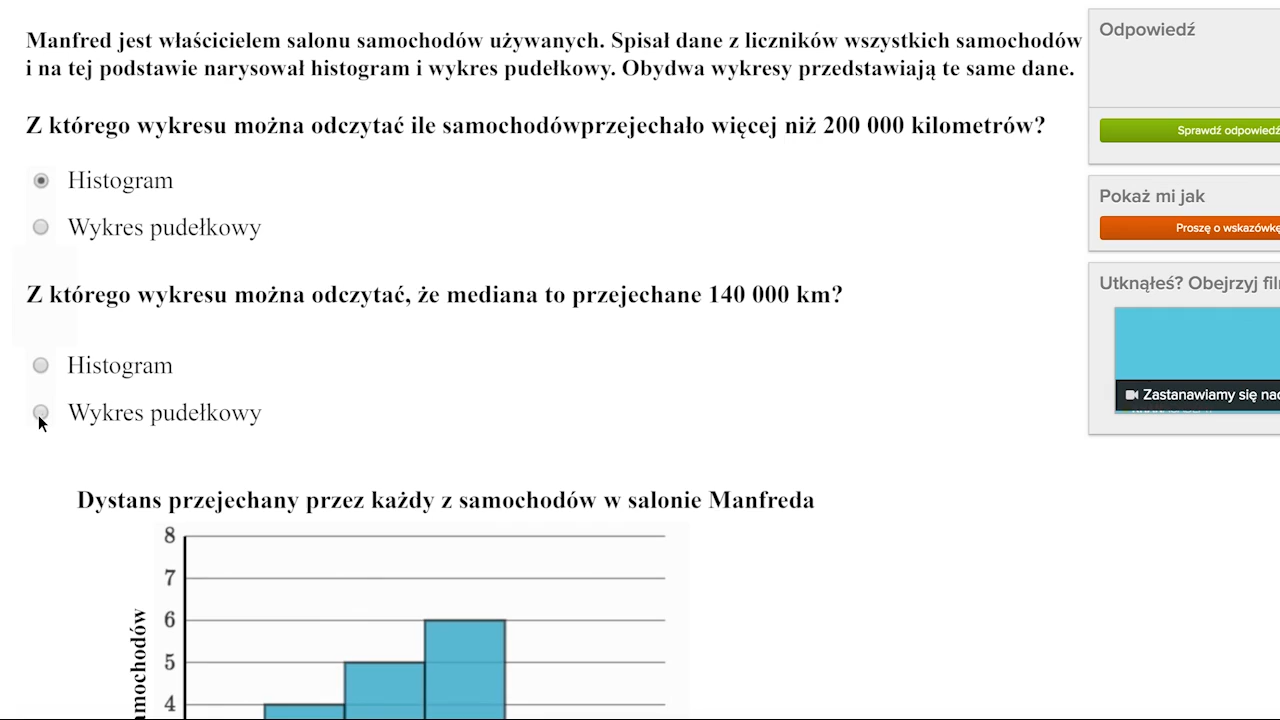 Manfred jest właścicielem salonu samochodów używanych. Spisał dane z liczników wszystkich samochodów
i na tej podstawie narysował histogram i wykres pudełkowy. Obydwa wykresy przedstawiają te same dane.
Z którego wykresu można odczytać ile samochodówprzejechało więcej niż 200 000 kilometrów?
Histogram
Wykres pudełkowy
Z którego wykresu można odczytać, że mediana to przejechane 140 000 km?
Histogram
Wykres pudełkowy
Dystans przejechany przez każdy z samochodów w salonie Manfreda
8
7
6
5
4
amochodów
Odpowiedź
Sprawdź odpowiedź
Pokaż mi jak
Proszę o wskazówkę
Utknąłeś? Obejrzyj fil
Zastanawiamy się nad